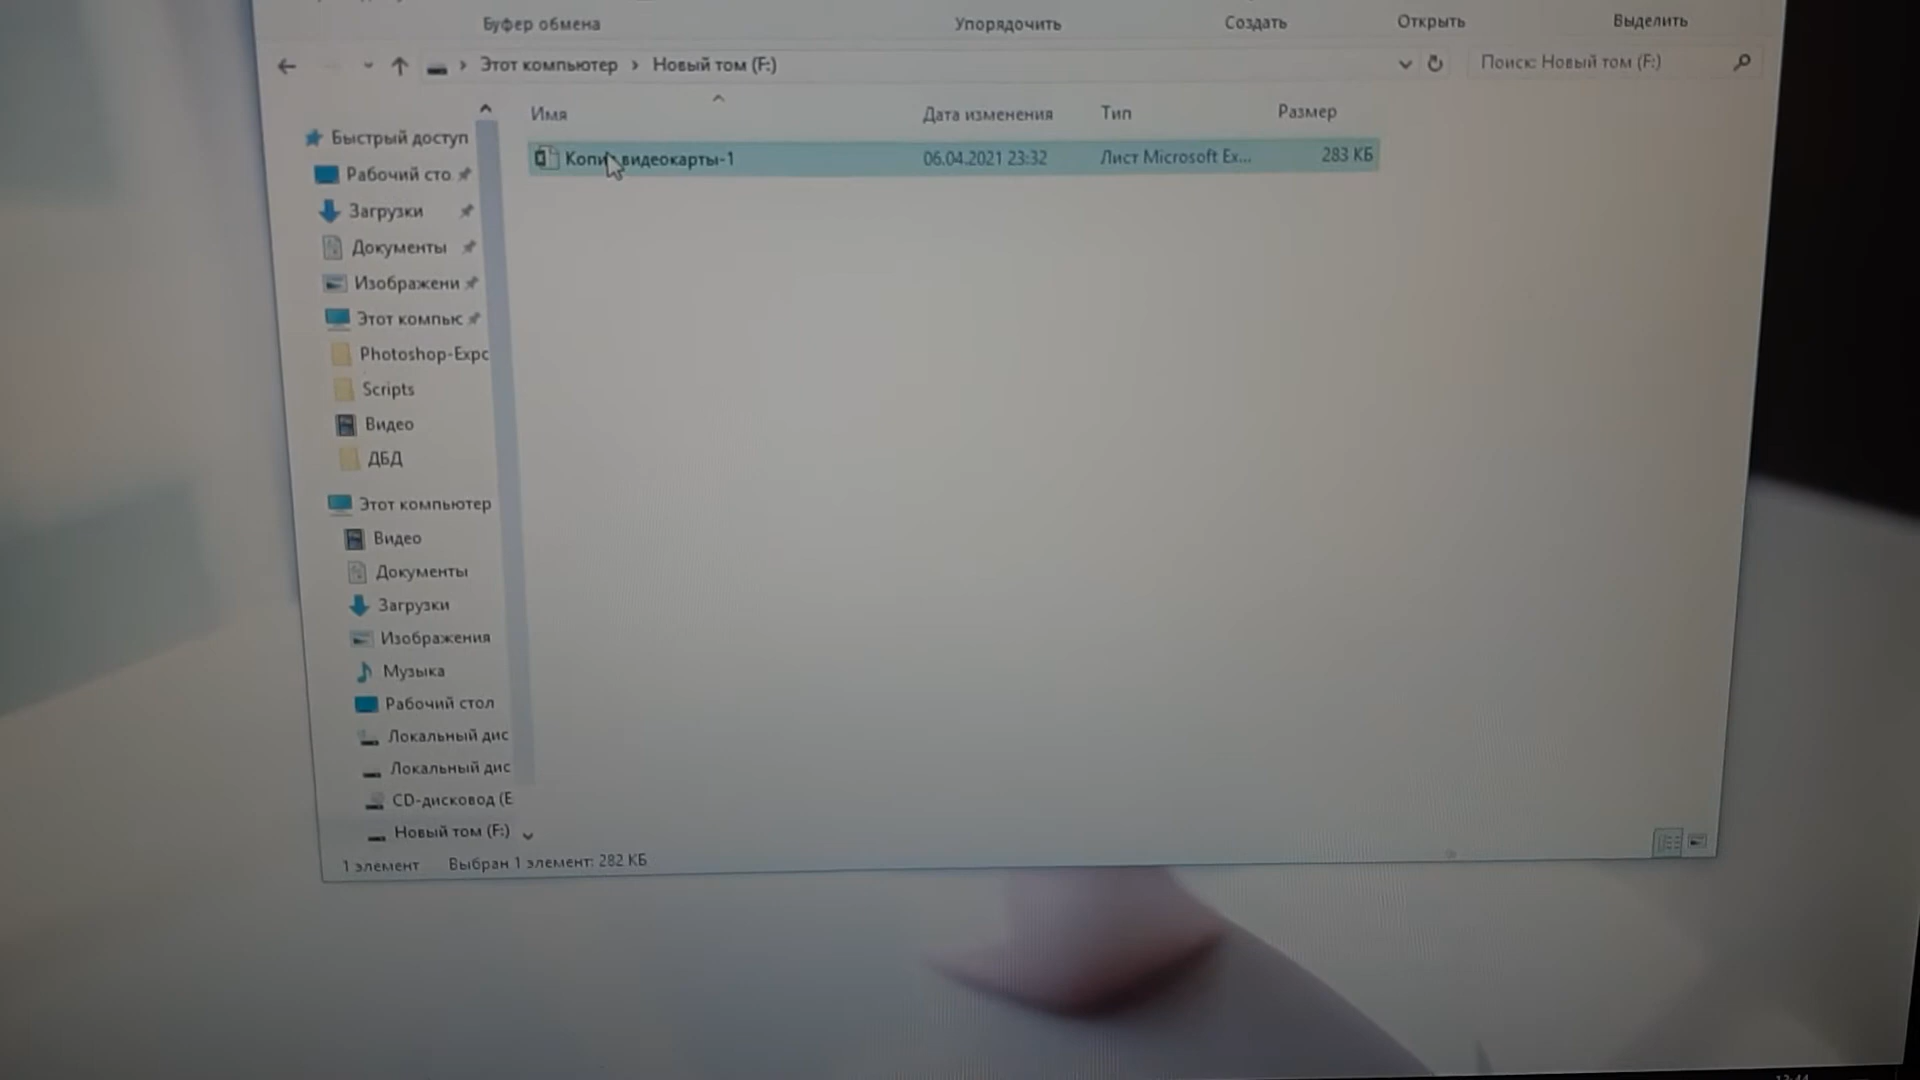 Буфер обмена Упорядочить Создать Открыть Выделить
Этот компьютер › Новый том (F:) Поиск: Новый том (F:)
Имя Дата изменения Тип Размер
видеокарты-1 06.04.2021 23:32 Лист Microsoft Ex... 283 КБ
Быстрый доступ
Рабочий сто
Загрузки
Документы
Изображени
Этот компьк
Photoshop-Expc
Scripts
Видео
ДБД
Этот компьютер
Видео
Документы
Загрузки
Изображения
Музыка
Рабочий стол
Локальный дис
Локальный дис
CD-дисковод (E
Новый том (F:)
1 элемент Выбран 1 элемент: 282 КБ